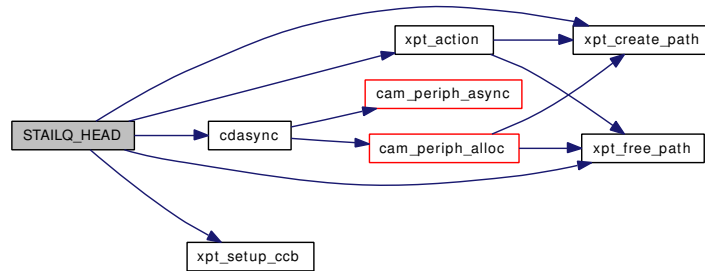 xpt_action
xpt_create_path
cam_periph_async
STAILQ_HEAD
cdasync
cam_periph_alloc
xpt_free_path
xpt_setup_ccb